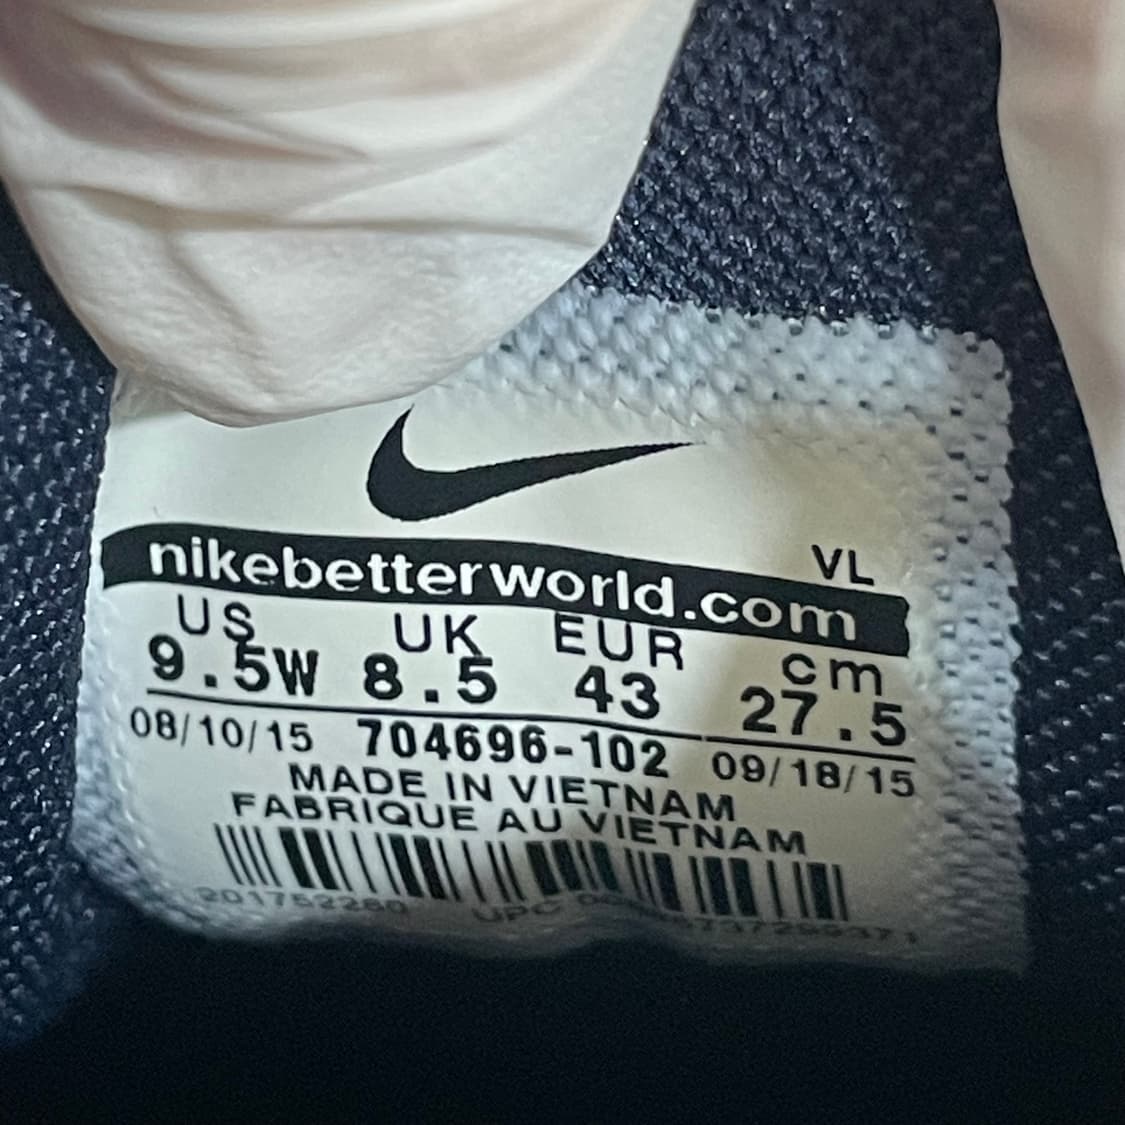 VL
nikebetterworld.com
US UK EUR cm
9.5W 8.5 43 27.5
08/10/15 704696-102 09/18/15
MADE IN VIETNAM
FABRIQUE AU VIETNAM
UPC